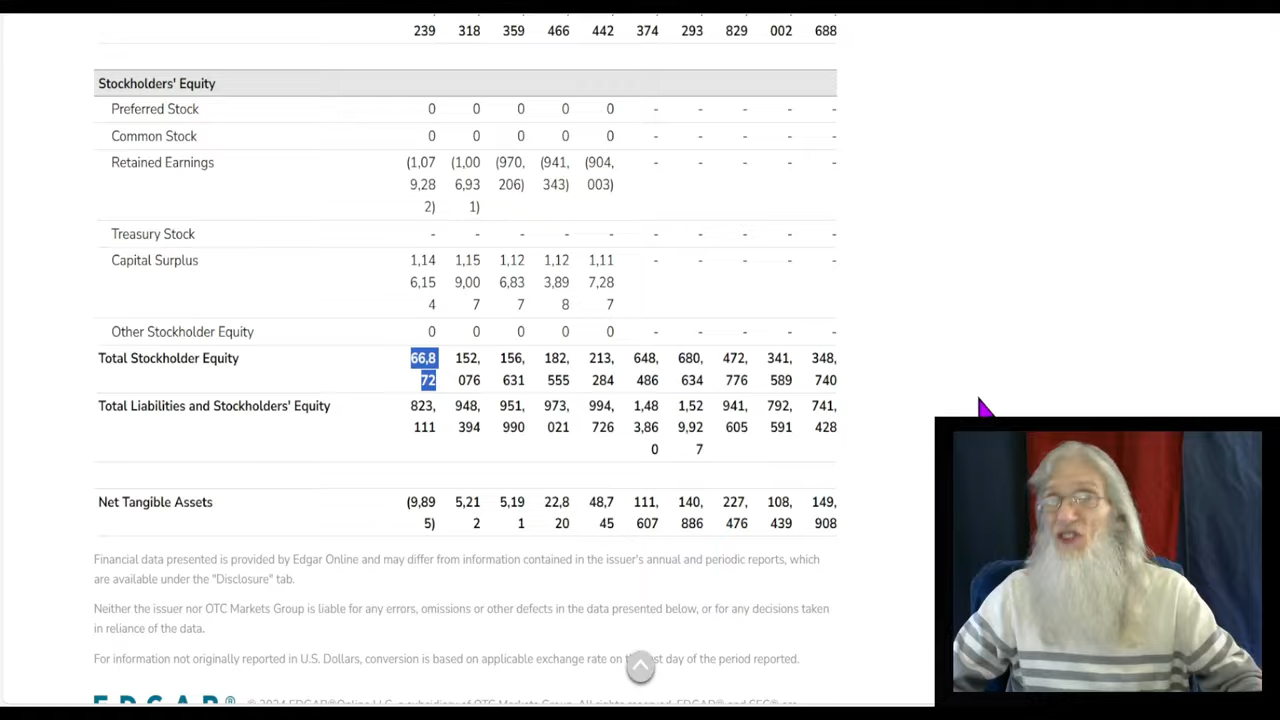 239 318 359 466 442 374 293 829 002 688
Stockholders' Equity
Preferred Stock 0 0 0 0 0 - - - - -
Common Stock 0 0 0 0 0 - - - - -
Retained Earnings (1,07 (1,00 (970, (941, (904, - - - - -
9,28 6,93 206) 343) 003)
2) 1)
Treasury Stock - - - - - - - - - -
Capital Surplus 1,14 1,15 1,12 1,12 1,11 - - - - -
6,15 9,00 6,83 3,89 7,28
4 7 7 8 7
Other Stockholder Equity 0 0 0 0 0 - - - - -
Total Stockholder Equity 66,8 152, 156, 182, 213, 648, 680, 472, 341, 348,
72 076 631 555 284 486 634 776 589 740
Total Liabilities and Stockholders' Equity 823, 948, 951, 973, 994, 1,48 1,52 941, 792, 741,
111 394 990 021 726 3,86 9,92 605 591 428
0 7
Net Tangible Assets (9,89 5,21 5,19 22,8 48,7 111, 140, 227, 108, 149,
5) 2 1 20 45 607 886 476 439 908
Financial data presented is provided by Edgar Online and may differ from information contained in the issuer's annual and periodic reports, which
are available under the "Disclosure" tab.
Neither the issuer nor OTC Markets Group is liable for any errors, omissions or other defects in the data presented below, or for any decisions taken
in reliance of the data.
For information not originally reported in U.S. Dollars, conversion is based on applicable exchange rate on day of the period reported.
EDGAR®